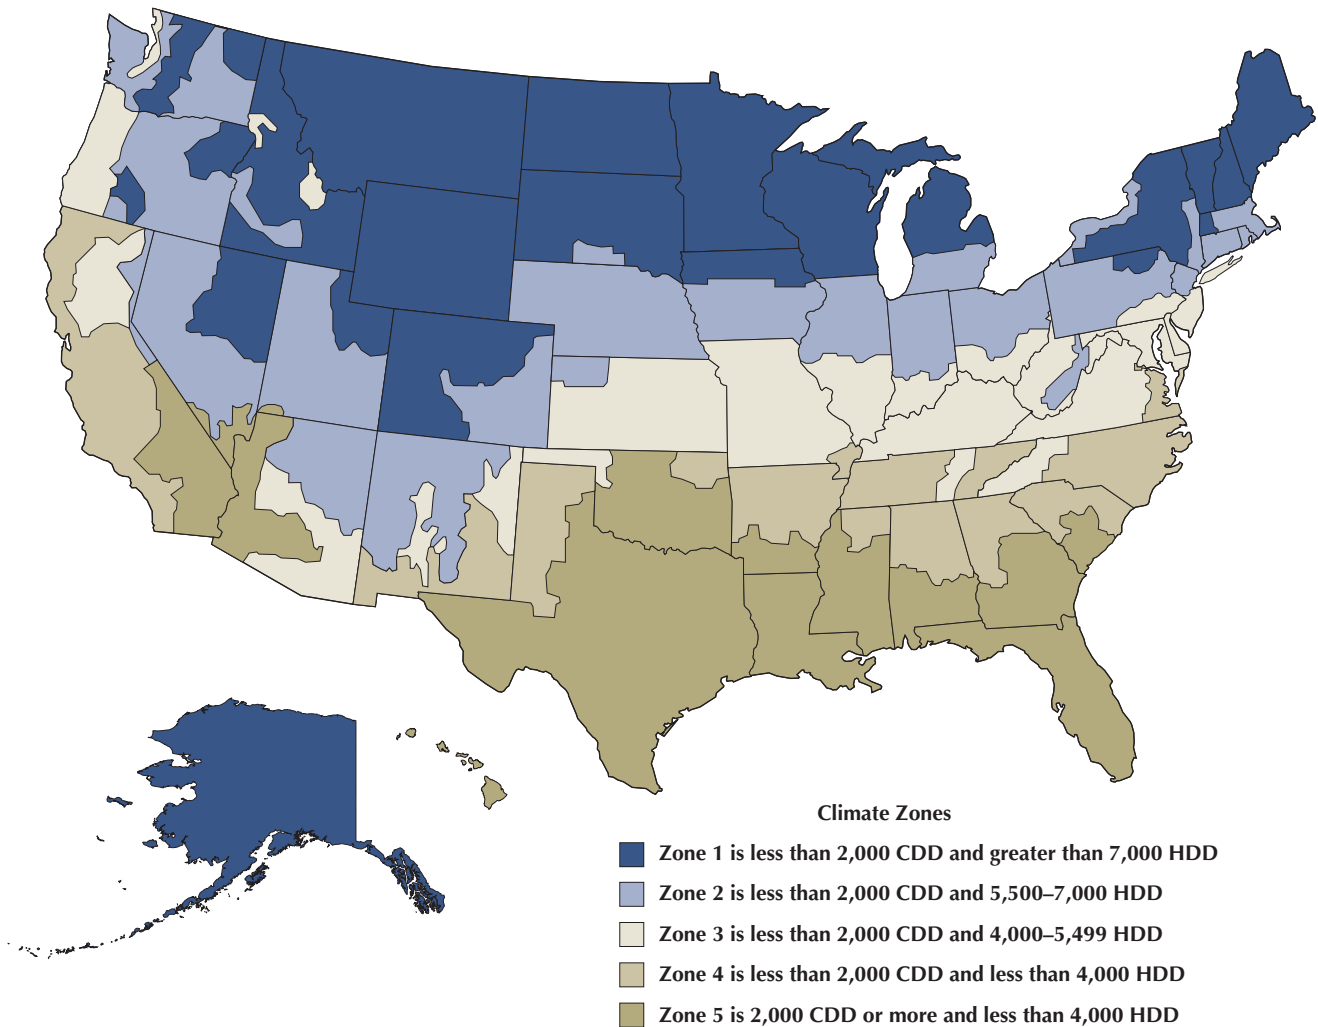 Climate Zones
Zone 1 is less than 2,000 CDD and greater than 7,000 HDD
Zone 2 is less than 2,000 CDD and 5,500–7,000 HDD
Zone 3 is less than 2,000 CDD and 4,000–5,499 HDD
Zone 4 is less than 2,000 CDD and less than 4,000 HDD
Zone 5 is 2,000 CDD or more and less than 4,000 HDD